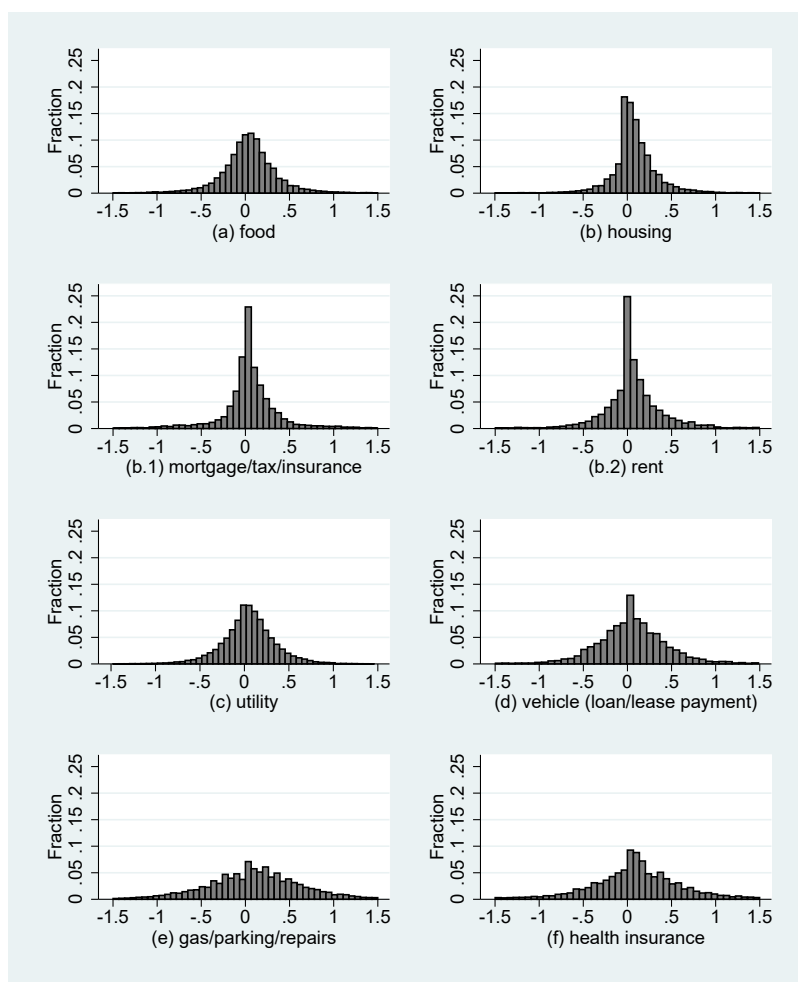 Fraction
0 .05 .1 .15 .2 .25
-1.5 -1 -.5 0 .5 1 1.5
(a) food
Fraction
0 .05 .1 .15 .2 .25
-1.5 -1 -.5 0 .5 1 1.5
(b) housing
Fraction
0 .05 .1 .15 .2 .25
-1.5 -1 -.5 0 .5 1 1.5
(b.1) mortgage/tax/insurance
Fraction
0 .05 .1 .15 .2 .25
-1.5 -1 -.5 0 .5 1 1.5
(b.2) rent
Fraction
0 .05 .1 .15 .2 .25
-1.5 -1 -.5 0 .5 1 1.5
(c) utility
Fraction
0 .05 .1 .15 .2 .25
-1.5 -1 -.5 0 .5 1 1.5
(d) vehicle (loan/lease payment)
Fraction
0 .05 .1 .15 .2 .25
-1.5 -1 -.5 0 .5 1 1.5
(e) gas/parking/repairs
Fraction
0 .05 .1 .15 .2 .25
-1.5 -1 -.5 0 .5 1 1.5
(f) health insurance